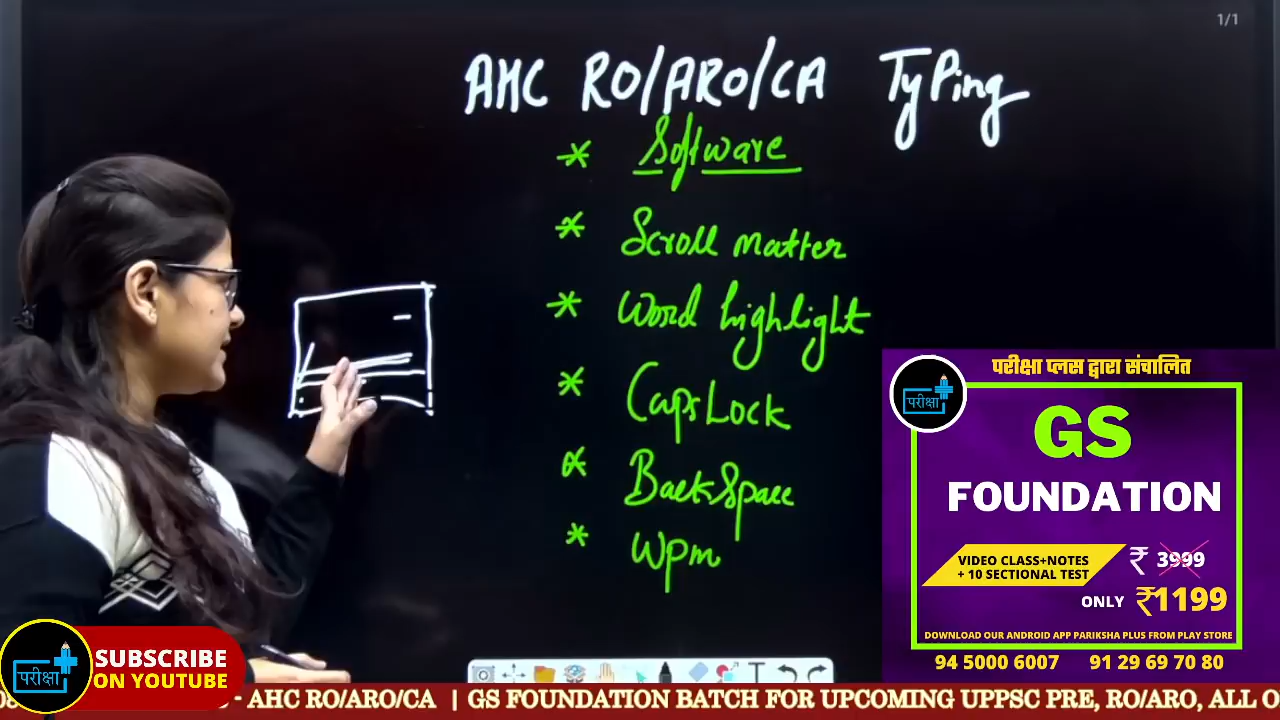 1/1
AHC RO/ARO/CA Typing
* Software
* Scroll matter
* Word highlight
* Caps Lock
* BackSpace
* Wpm
परीक्षा प्लस द्वारा संचालित
परीक्षा
GS
FOUNDATION
VIDEO CLASS+NOTES
+ 10 SECTIONAL TEST
₹ 3999
ONLY ₹1199
DOWNLOAD OUR ANDROID APP PARIKSHA PLUS FROM PLAY STORE
94 5000 6007 91 29 69 70 80
परीक्षा
SUBSCRIBE
ON YOUTUBE
- AHC RO/ARO/CA | GS FOUNDATION BATCH FOR UPCOMING UPPSC PRE, RO/ARO, ALL O